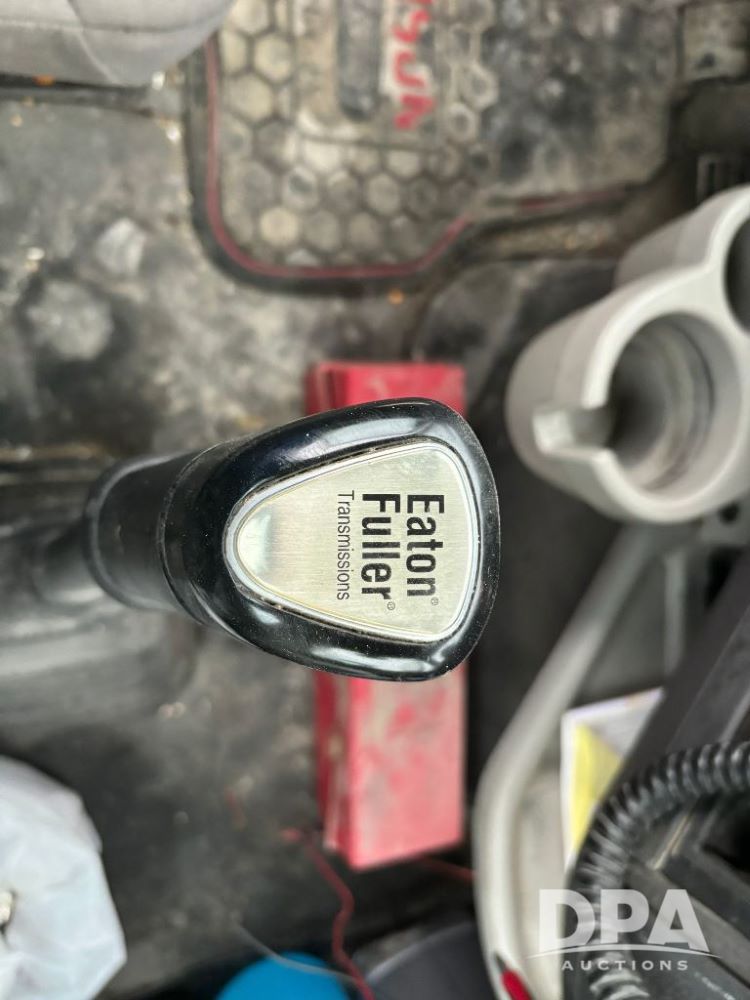 Eaton®
Fuller®
Transmissions
DPA
AUCTIONS